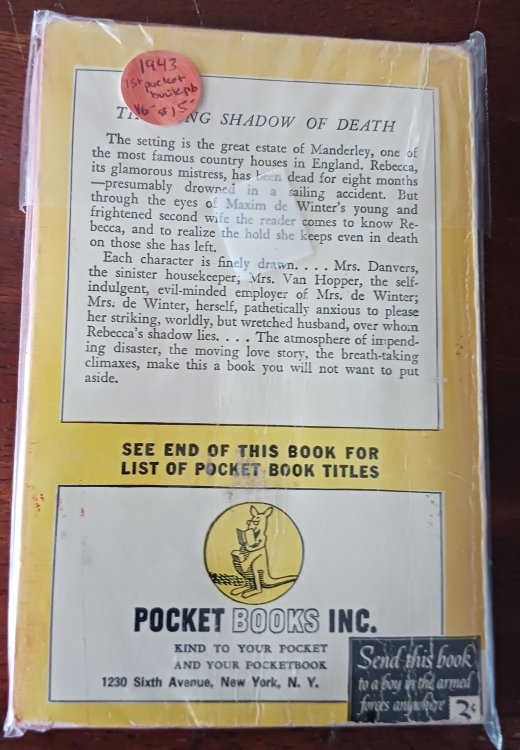 1943
1st pocket
book pb
$15-
SHADOW OF DEATH
The setting is the great estate of Manderley, one of
the most famous country houses in England. Rebecca,
its glamorous mistress, has been dead for eight months
—presumably drowned in a sailing accident. But
through the eyes of Maxim de Winter's young and
frightened second wife the reader comes to know Re-
becca, and to realize the hold she keeps even in death
on those she has left.
Each character is finely drawn. . . . Mrs. Danvers,
the sinister housekeeper; Mrs. Van Hopper, the self-
indulgent, evil-minded employer of Mrs. de Winter;
Mrs. de Winter, herself, pathetically anxious to please
her striking, worldly, but wretched husband, over whom
Rebecca's shadow lies. . . . The atmosphere of impend-
ing disaster, the moving love story, the breath-taking
climaxes, make this a book you will not want to put
aside.
SEE END OF THIS BOOK FOR
LIST OF POCKET BOOK TITLES
POCKET BOOKS INC.
KIND TO YOUR POCKET
AND YOUR POCKETBOOK
1230 Sixth Avenue, New York, N. Y.
Send this book
to a boy in the armed
forces anywhere 3¢